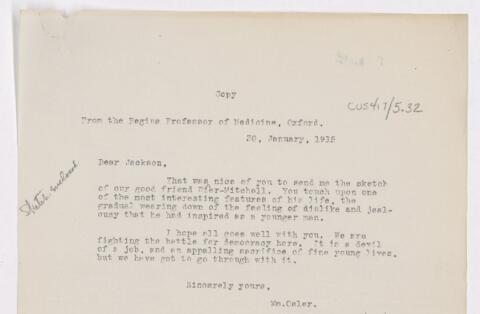 Copy
CUS417/5.32
From the Regius Professor of Medicine, Oxford.
20, January, 1915
Dear Jackson,
That was nice of you to send me the sketch
of our good friend Weir-Mitchell. You touch upon one
of the most interesting features of his life, the
gradual wearing down of the feeling of dislike and jeal-
ousy that he had inspired as a younger man.
Sketch enclosed
I hope all goes well with you. We are
fighting the battle for democracy here. It is a devil
of a job, and an appalling sacrifice of fine young lives,
but we have got to go through with it.
Sincerely yours,
Wm.Osler.